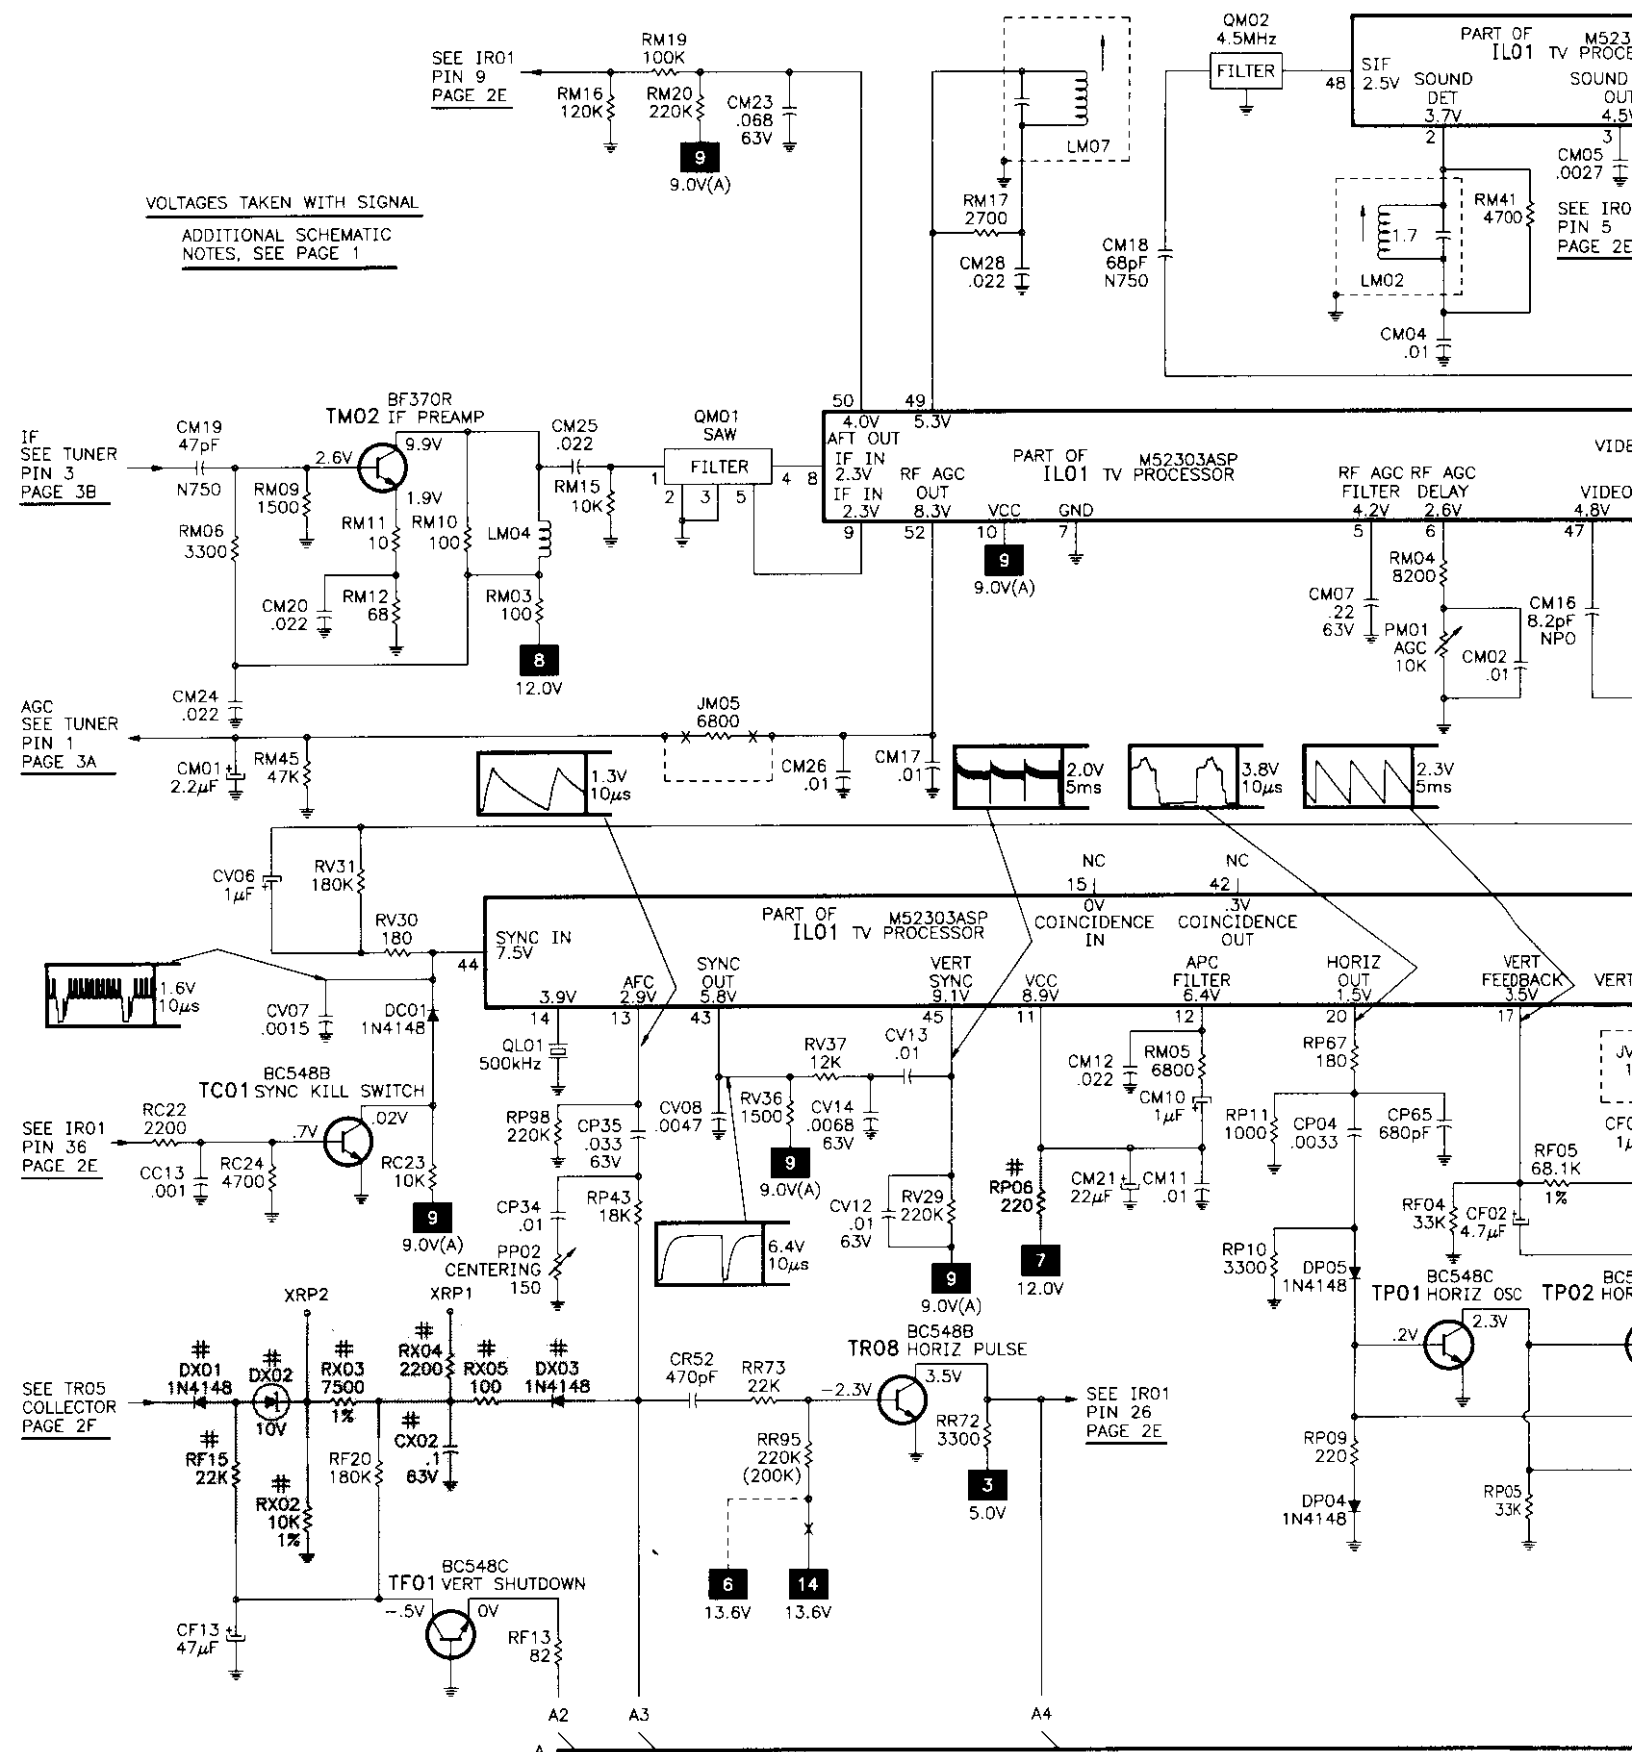 QM02
4.5MHz
FILTER
PART OF
IL01 TV PROCE
M523
SIF
2.5V
48
SOUND
DET
3.7V
2
SOUND
OUT
4.5V
3
CM05
.0027
SEE IR0
PIN 5
PAGE 2E
RM41
4700
1.7
LM02
CM04
.01
SEE IR01
PIN 9
PAGE 2E
RM19
100K
RM16
120K
RM20
220K
CM23
.068
63V
9
9.0V(A)
LM07
RM17
2700
CM28
.022
CM18
68pF
N750
VOLTAGES TAKEN WITH SIGNAL
ADDITIONAL SCHEMATIC
NOTES, SEE PAGE 1
IF
SEE TUNER
PIN 3
PAGE 3B
CM19
47pF
N750
BF370R
TM02 IF PREAMP
2.6V
9.9V
1.9V
RM09
1500
RM06
3300
RM11
10
RM10
100
LM04
CM25
.022
RM15
10K
QM01
SAW
FILTER
1
2
3
5
4
8
CM20
.022
RM12
68
RM03
100
8
12.0V
50
49
4.0V
5.3V
AFT OUT
IF IN
2.3V
IF IN
2.3V
RF AGC
OUT
8.3V
PART OF
IL01 TV PROCESSOR
M52303ASP
VCC
GND
RF AGC
FILTER
4.2V
RF AGC
DELAY
2.6V
VIDE
VIDEO
4.8V
9
52
10
7
5
6
47
9
9.0V(A)
RM04
8200
CM07
.22
63V
PM01
AGC
10K
CM02
.01
CM16
8.2pF
NPO
CM24
.022
AGC
SEE TUNER
PIN 1
PAGE 3A
CM01
2.2µF
RM45
47K
JM05
6800
CM26
.01
CM17
.01
1.3V
10µs
2.0V
5ms
3.8V
10µs
2.3V
5ms
CV06
1µF
RV31
180K
RV30
180
44
SYNC IN
7.5V
PART OF
IL01 TV PROCESSOR
M52303ASP
NC
15
0V
COINCIDENCE
IN
NC
42
.3V
COINCIDENCE
OUT
1.6V
10µs
CV07
.0015
DC01
1N4148
3.9V
14
AFC
2.9V
13
SYNC
OUT
5.8V
43
VERT
SYNC
9.1V
45
VCC
8.9V
11
APC
FILTER
6.4V
12
HORIZ
OUT
1.5V
20
VERT
FEEDBACK
3.5V
17
VERT
QL01
500kHz
RV37
12K
CV13
.01
CM12
.022
RM05
6800
CM10
1µF
RP67
180
BC548B
TC01 SYNC KILL SWITCH
.02V
.7V
SEE IR01
PIN 36
PAGE 2E
RC22
2200
CC13
.001
RC24
4700
RC23
10K
9
9.0V(A)
RP98
220K
CP35
.033
63V
CV08
.0047
RV36
1500
CV14
.0068
63V
9
9.0V(A)
RP11
1000
CP04
.0033
CP65
680pF
CP34
.01
RP43
18K
PP02
CENTERING
150
6.4V
10µs
CV12
.01
63V
RV29
220K
9
9.0V(A)
#
RP06
220
7
12.0V
CM21
22µF
CM11
.01
RF05
68.1K
1%
RF04
33K
CF02
4.7µF
RP10
3300
DP05
1N4148
BC548C
TP01 HORIZ OSC
.2V
2.3V
TP02
XRP2
XRP1
#
DX01
1N4148
#
DX02
10V
#
RX03
7500
1%
#
RX04
2200
#
RX05
100
#
DX03
1N4148
SEE TR05
COLLECTOR
PAGE 2F
#
RF15
22K
#
RX02
10K
1%
RF20
180K
#
CX02
.1
63V
CR52
470pF
RR73
22K
BC548B
TR08 HORIZ PULSE
-2.3V
3.5V
RR72
3300
3
5.0V
SEE IR01
PIN 26
PAGE 2E
RR95
220K
(200K)
6
13.6V
14
13.6V
RP09
220
DP04
1N4148
RP05
33K
BC548C
TF01 VERT SHUTDOWN
-.5V
0V
CF13
47µF
RF13
82
A2
A3
A4